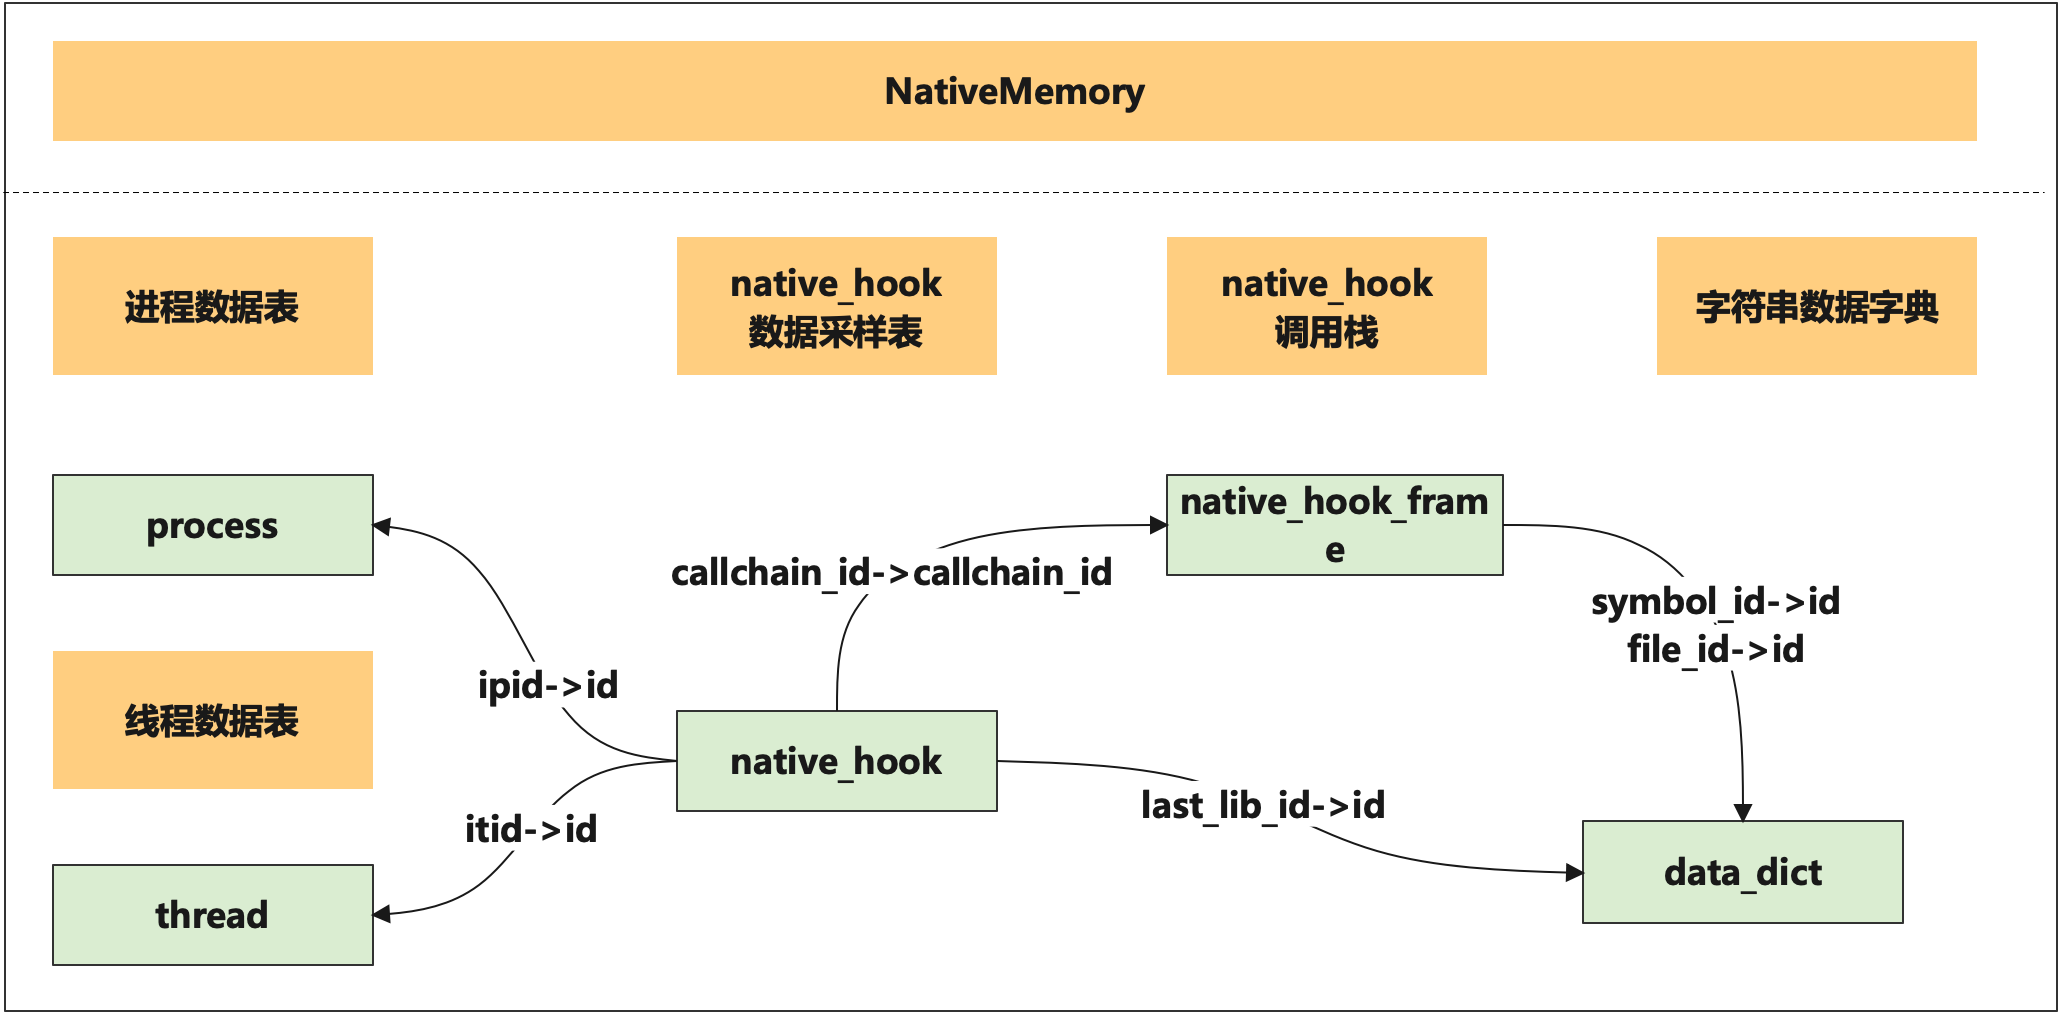 NativeMemory
进程数据表
native_hook
数据采样表
native_hook
调用栈
字符串数据字典
process
native_hook_fram
e
callchain_id->callchain_id
symbol_id->id
file_id->id
ipid->id
线程数据表
native_hook
last_lib_id->id
itid->id
data_dict
thread